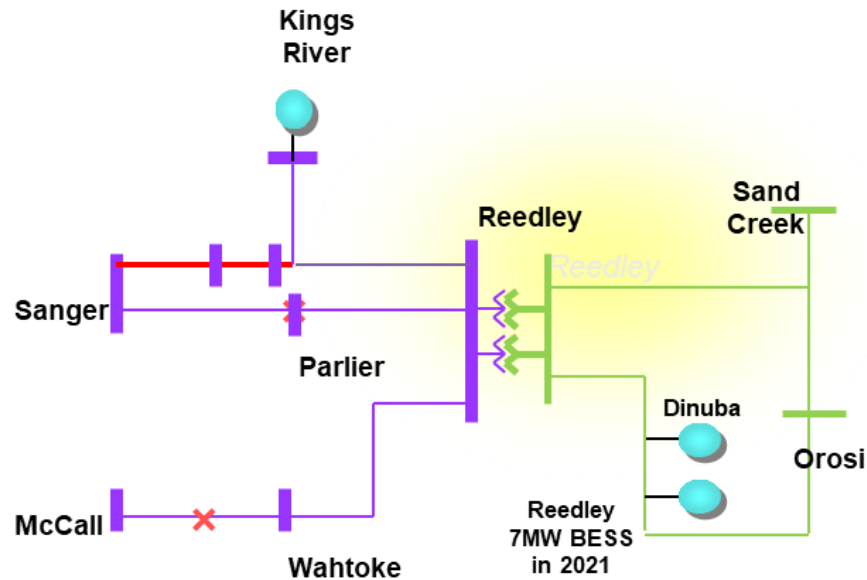 Kings
River
Reedley
Sand
Creek
Reedley
Sanger
Parlier
Dinuba
Orosi
McCall
Reedley
7MW BESS
in 2021
Wahtoke